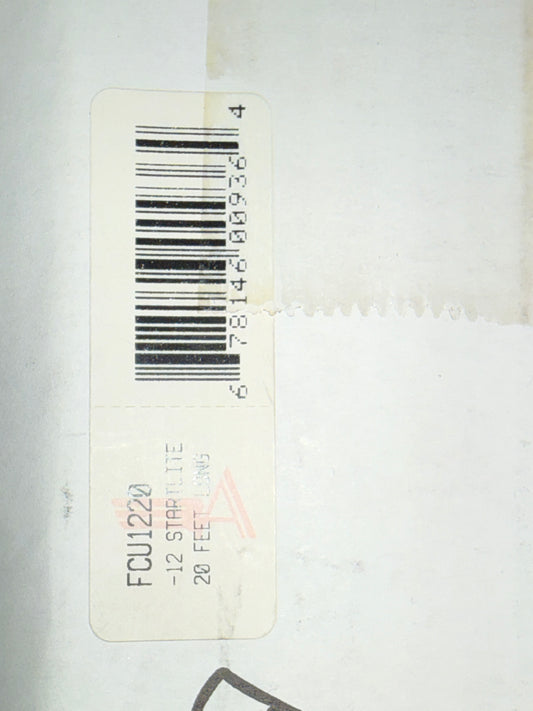 FCU1220
-12 STARTLITE
20 FEET LONG
6 78146 00936 4